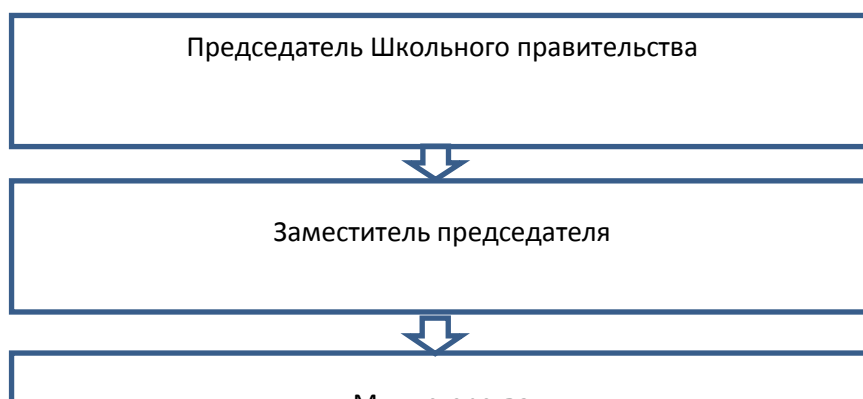 Председатель Школьного правительства
Заместитель председателя